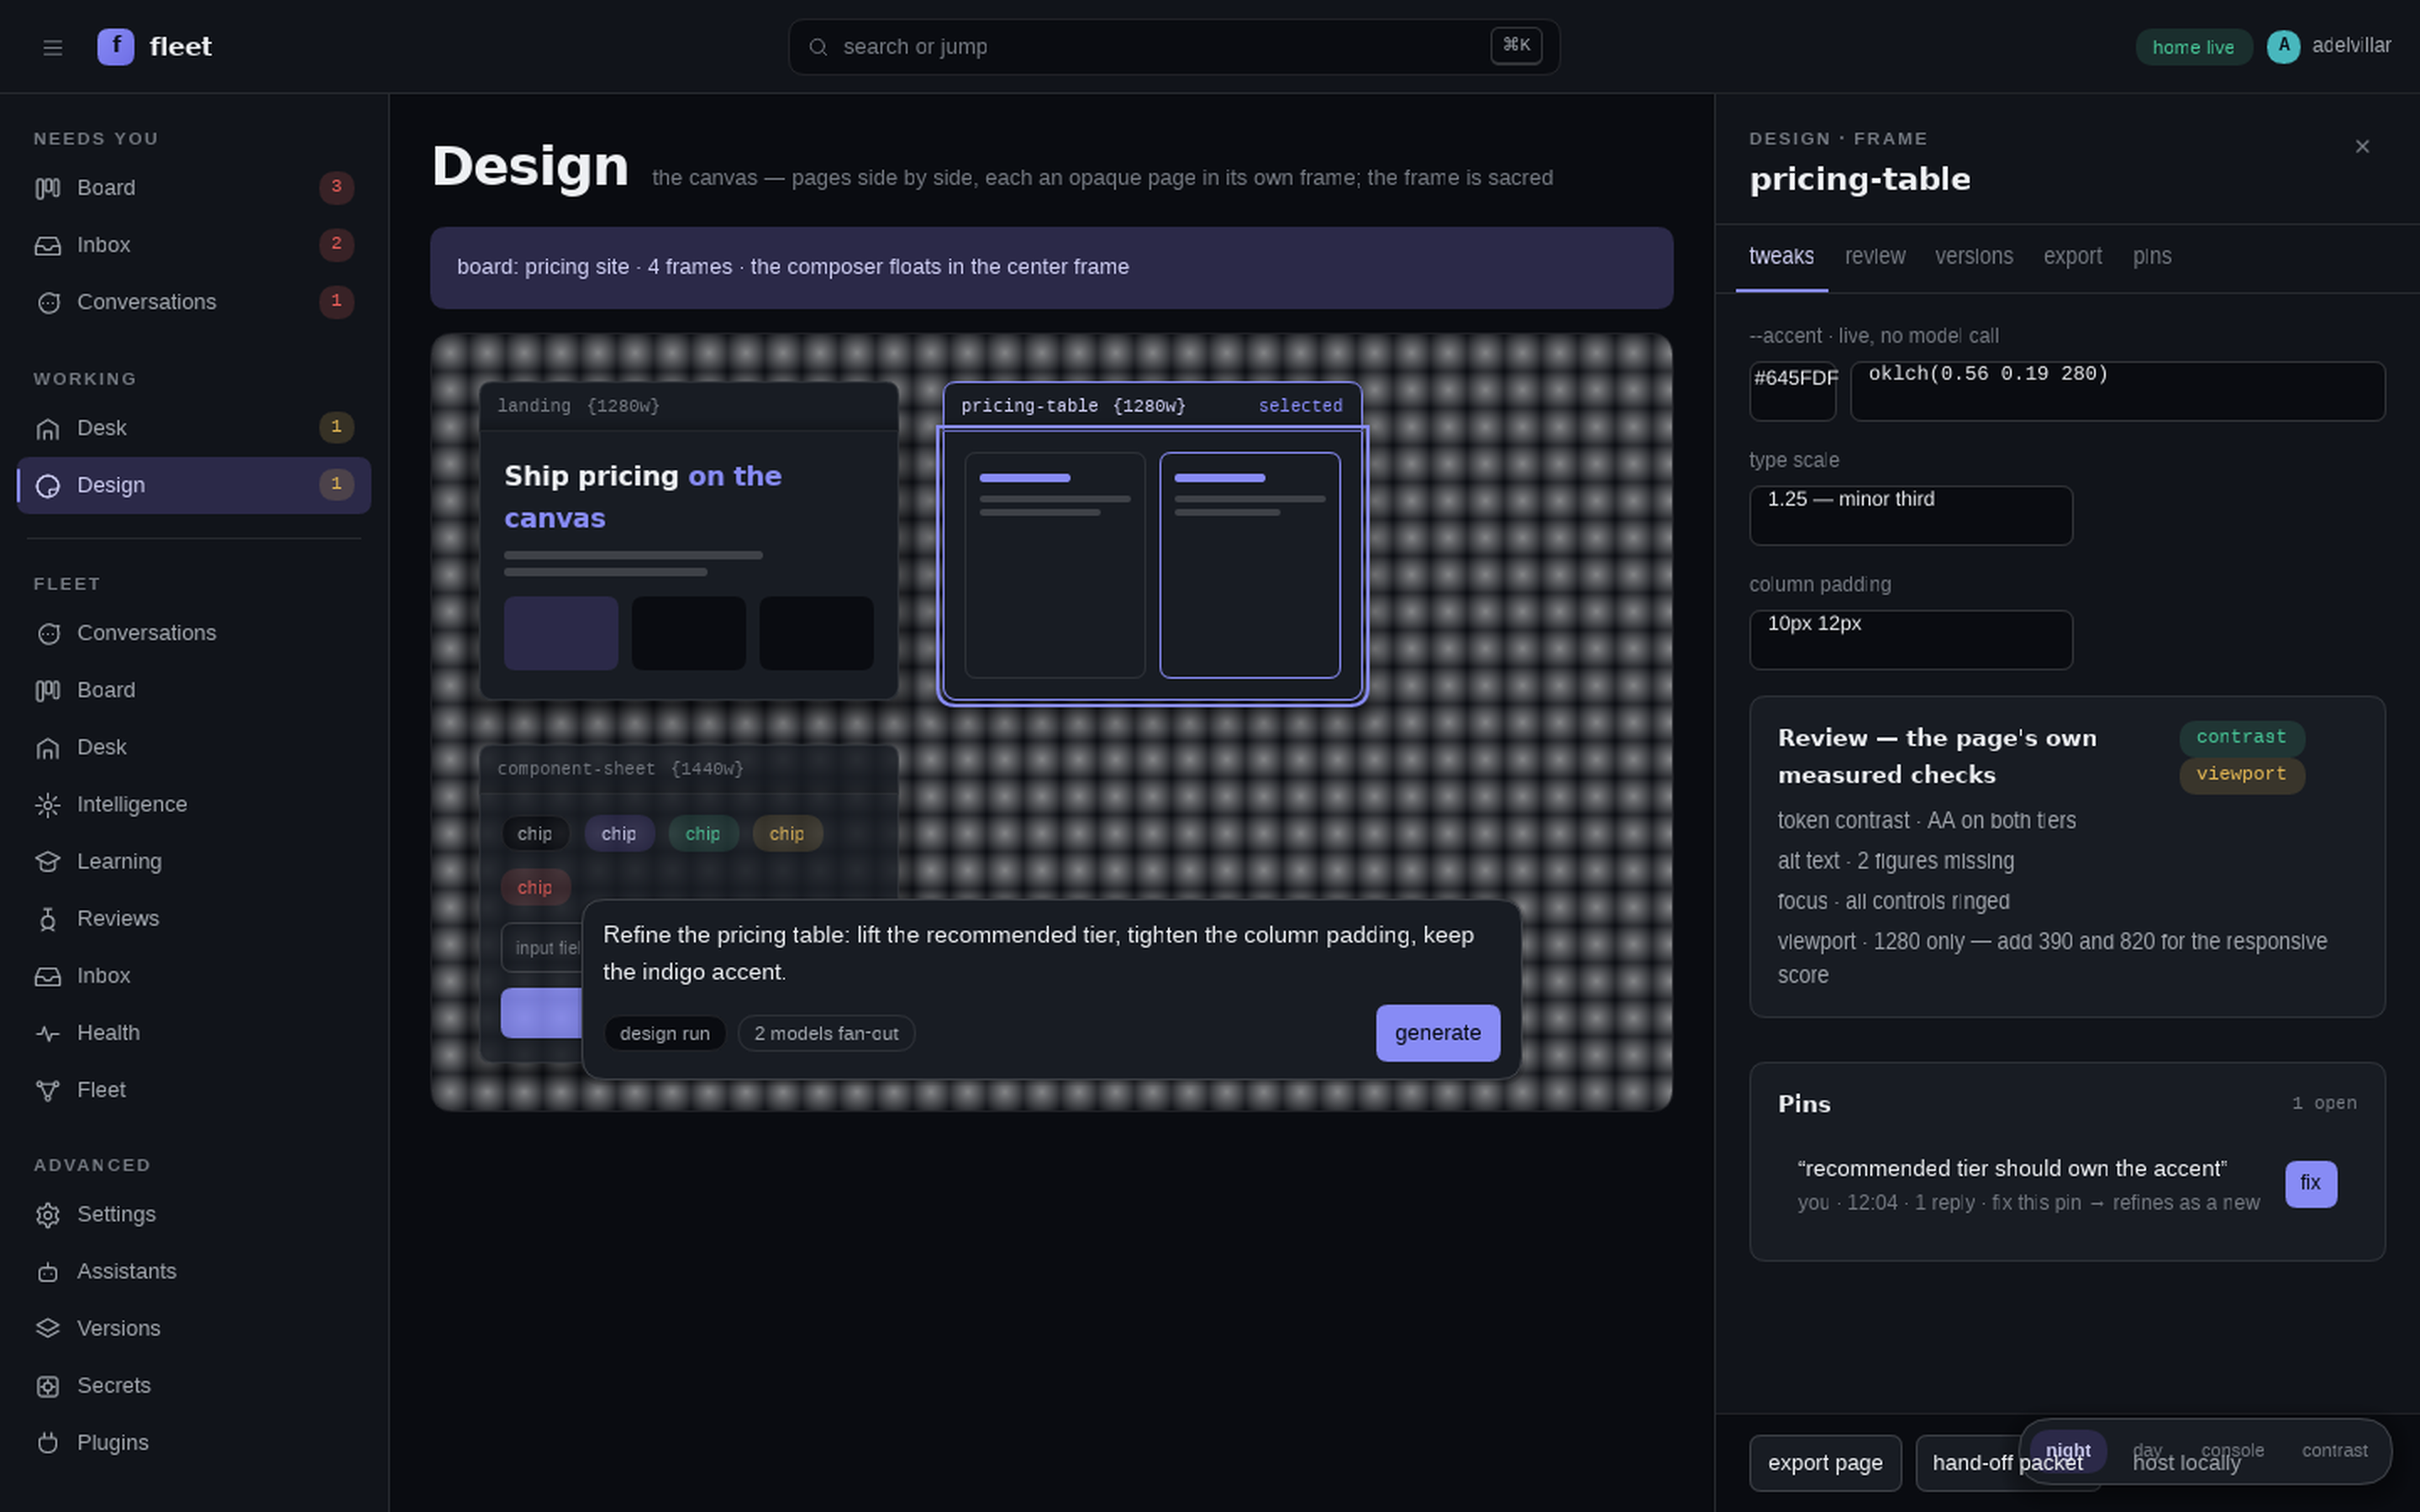 f fleet
search or jump
⌘K
home live
A adelvillar
NEEDS YOU
Board 3
Inbox 2
Conversations 1
WORKING
Desk 1
Design 1
FLEET
Conversations
Board
Desk
Intelligence
Learning
Reviews
Inbox
Health
Fleet
ADVANCED
Settings
Assistants
Versions
Secrets
Plugins
Design the canvas — pages side by side, each an opaque page in its own frame; the frame is sacred
board: pricing site · 4 frames · the composer floats in the center frame
landing {1280w}
Ship pricing on the
canvas
pricing-table {1280w} selected
component-sheet {1440w}
chip chip chip chip
chip
input fiel
Refine the pricing table: lift the recommended tier, tighten the column padding, keep
the indigo accent.
design run 2 models fan-out generate
DESIGN · FRAME
pricing-table
×
tweaks review versions export pins
--accent · live, no model call
#645FDF oklch(0.56 0.19 280)
type scale
1.25 — minor third
column padding
10px 12px
Review — the page's own
measured checks
contrast
viewport
token contrast · AA on both tiers
alt text · 2 figures missing
focus · all controls ringed
viewport · 1280 only — add 390 and 820 for the responsive
score
Pins 1 open
“recommended tier should own the accent”
you · 12:04 · 1 reply · fix this pin → refines as a new
fix
export page hand-off packet host locally
night day console contrast